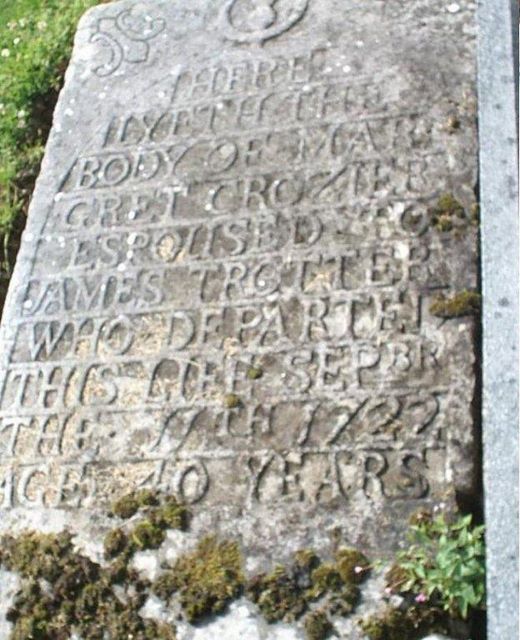 HERE
LYETH THE
BODY OF MAR
GRET CROZIER
ESPOUSED TO
JAMES TROTTER
WHO DEPARTED
THIS LIFE SEPBR
THE 17TH 1722
AGED 40 YEARS